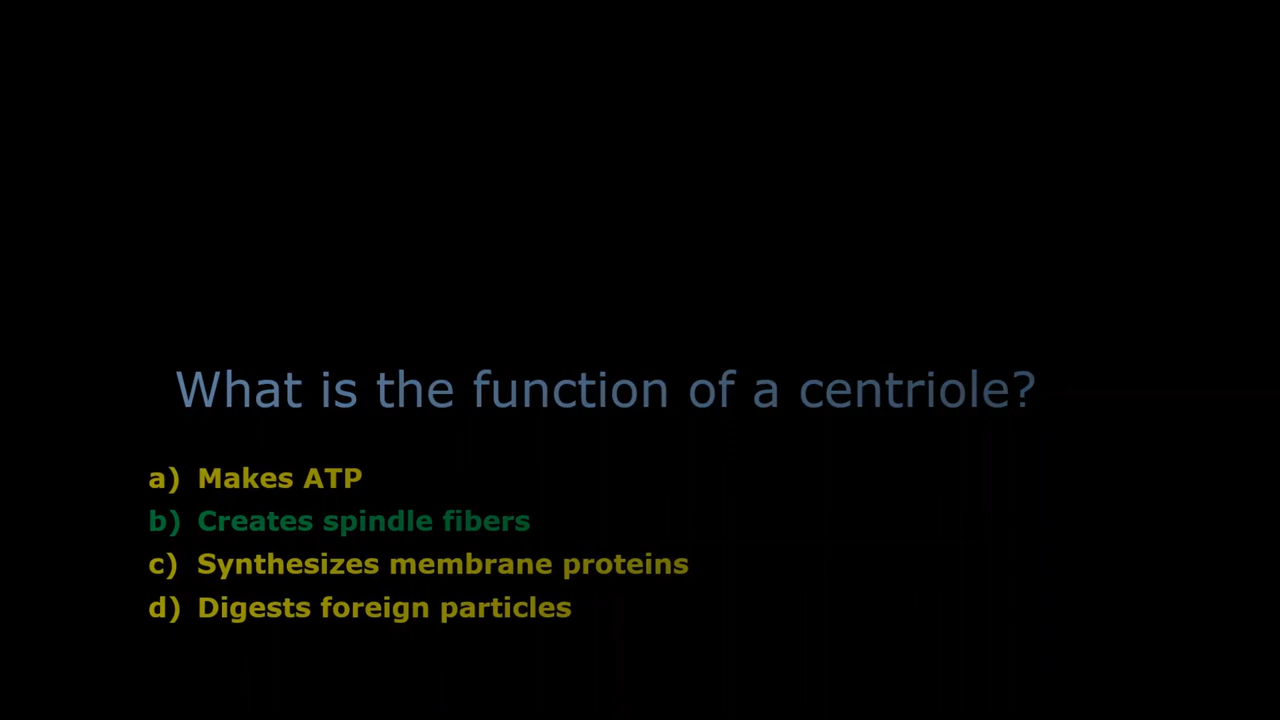 What is the function of a centriole?
a) Makes ATP
b) Creates spindle fibers
c) Synthesizes membrane proteins
d) Digests foreign particles